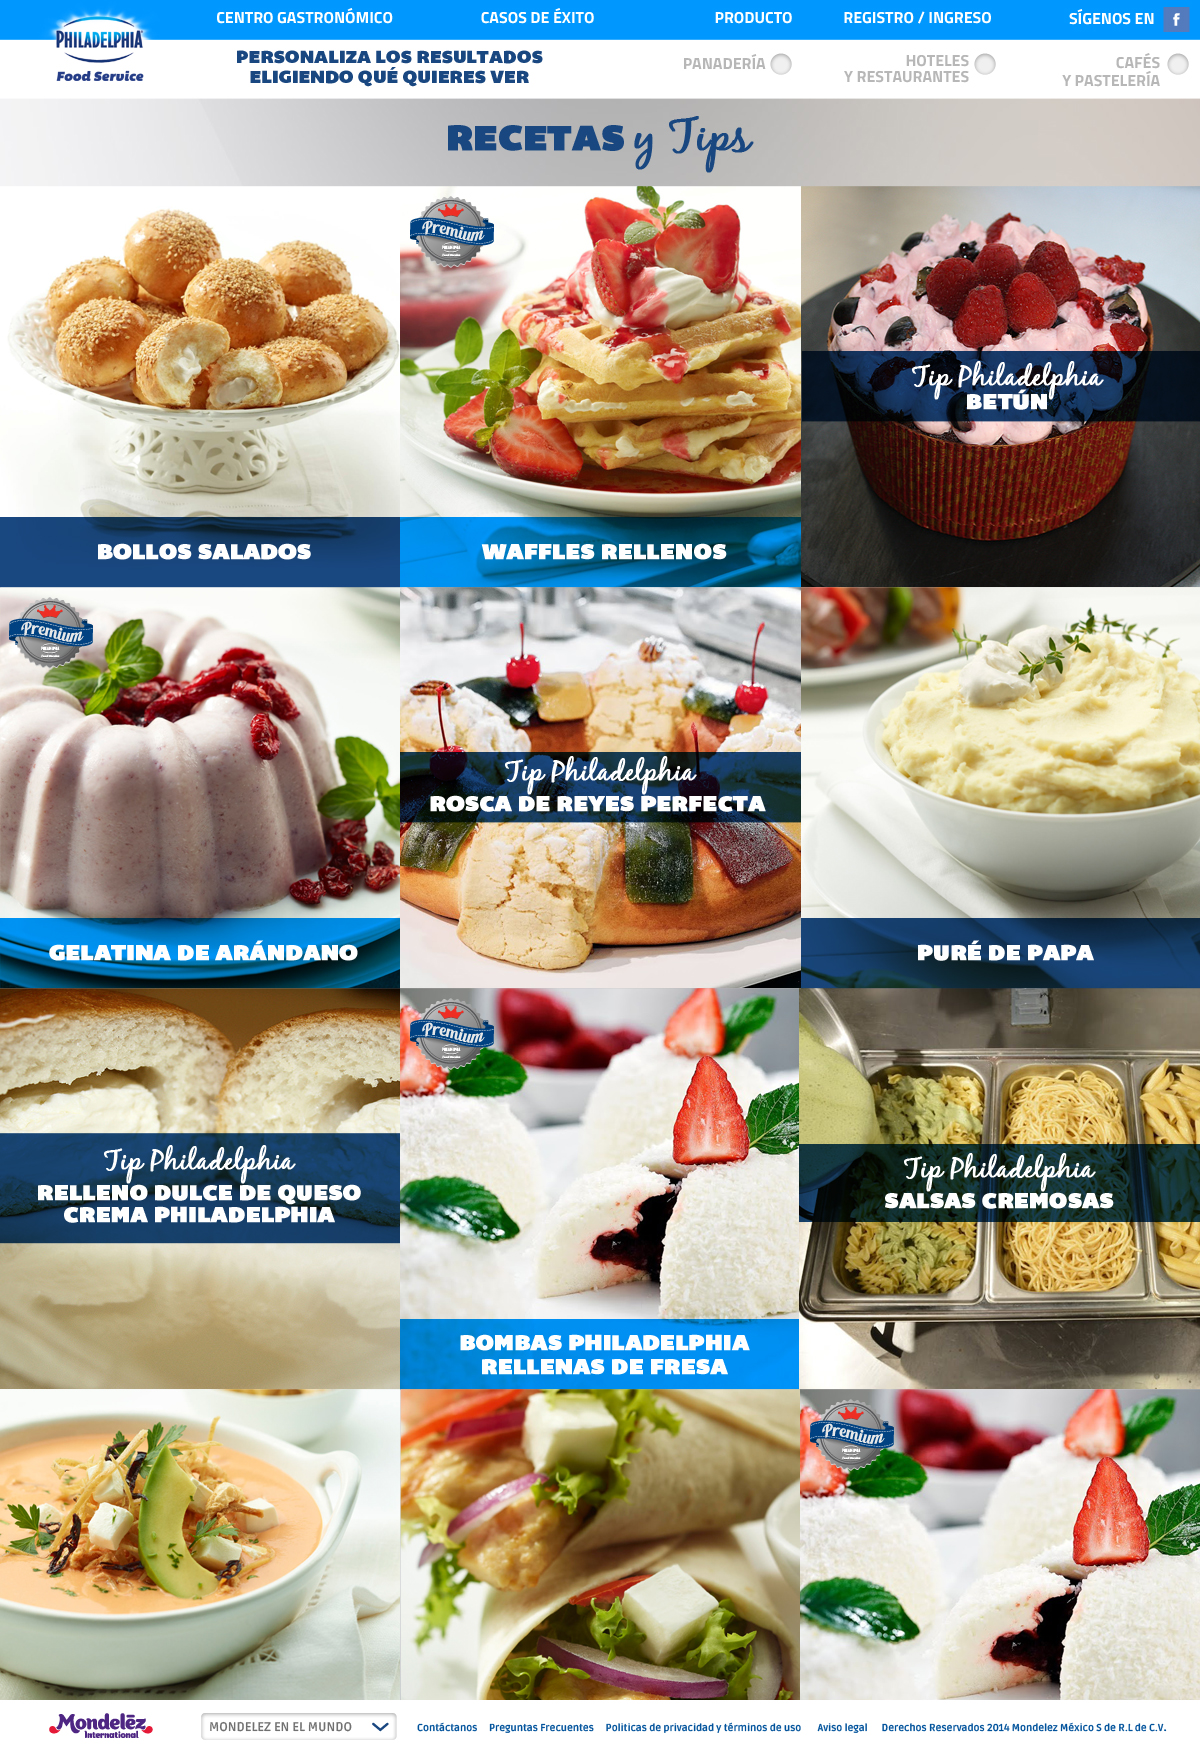 CENTRO GASTRONÓMICO
CASOS DE ÉXITO
PRODUCTO
REGISTRO / INGRESO
SÍGENOS EN
f
PHILADELPHIA
Food Service
PERSONALIZA LOS RESULTADOS
ELIGIENDO QUÉ QUIERES VER
PANADERÍA
HOTELES
Y RESTAURANTES
CAFÉS
Y PASTELERÍA
RECETAS y Tips
Premium
Tip Philadelphia
BETÚN
BOLLOS SALADOS
WAFFLES RELLENOS
Premium
Tip Philadelphia
ROSCA DE REYES PERFECTA
GELATINA DE ARÁNDANO
PURÉ DE PAPA
Premium
Tip Philadelphia
RELLENO DULCE DE QUESO
CREMA PHILADELPHIA
Tip Philadelphia
SALSAS CREMOSAS
BOMBAS PHILADELPHIA
RELLENAS DE FRESA
Premium
Mondelēz
International
MONDELEZ EN EL MUNDO
Contáctanos
Preguntas Frecuentes
Politicas de privacidad y términos de uso
Aviso legal
Derechos Reservados 2014 Mondelez México S de R.L de C.V.